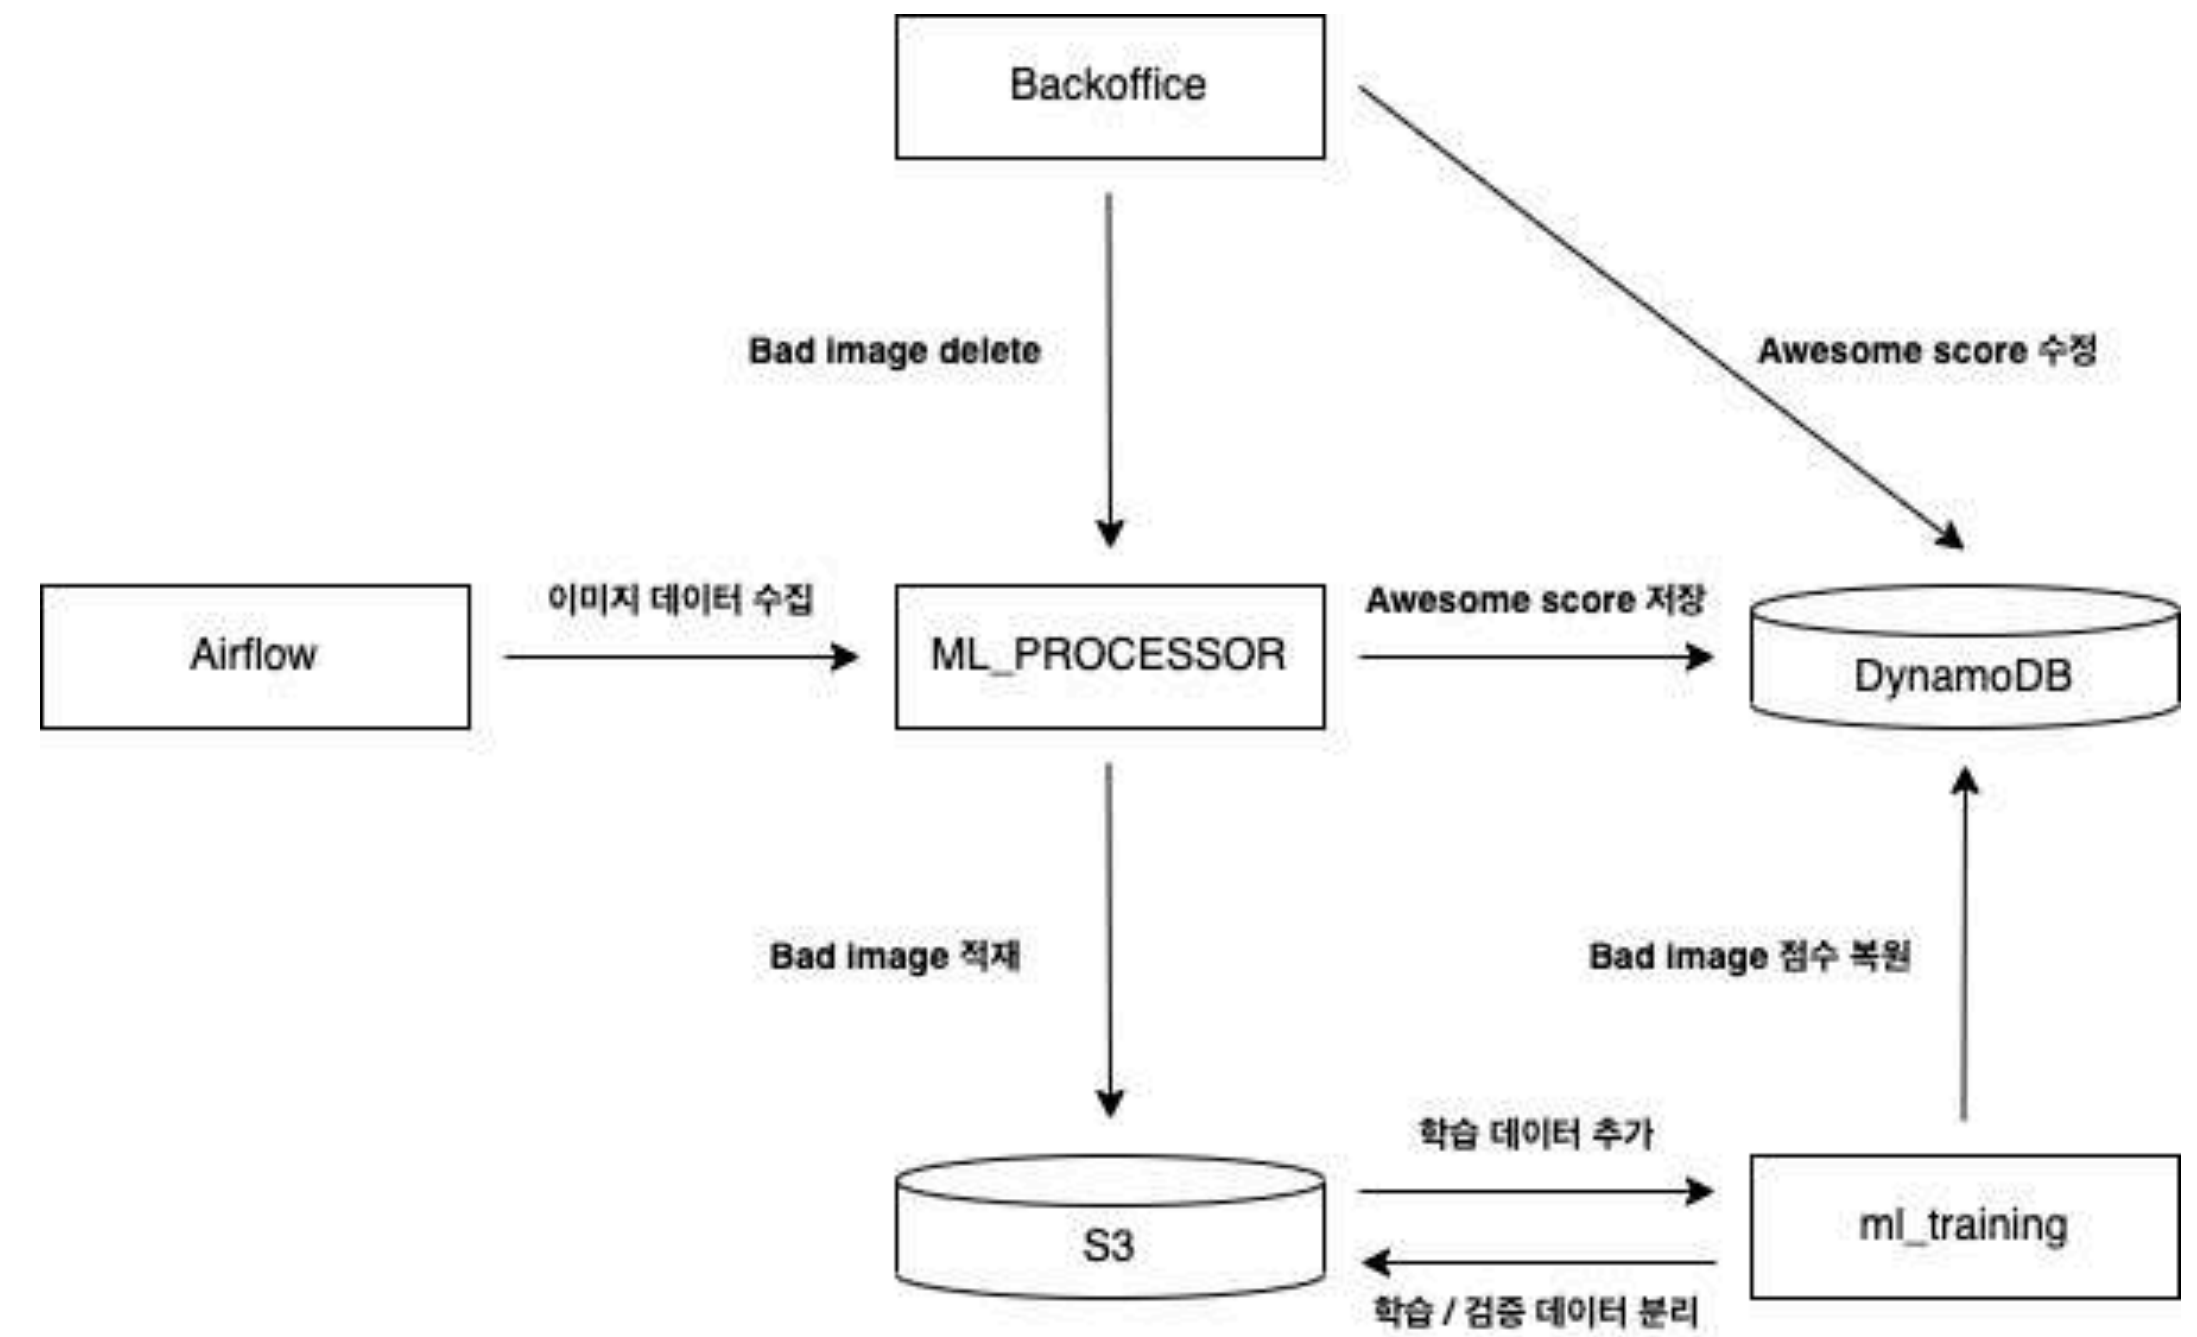 Backoffice
Bad image delete
Awesome score 수정
이미지 데이터 수집
Awesome score 저장
Airflow
ML_PROCESSOR
DynamoDB
Bad image 적재
Bad image 점수 복원
학습 데이터 추가
S3
ml_training
학습 / 검증 데이터 분리